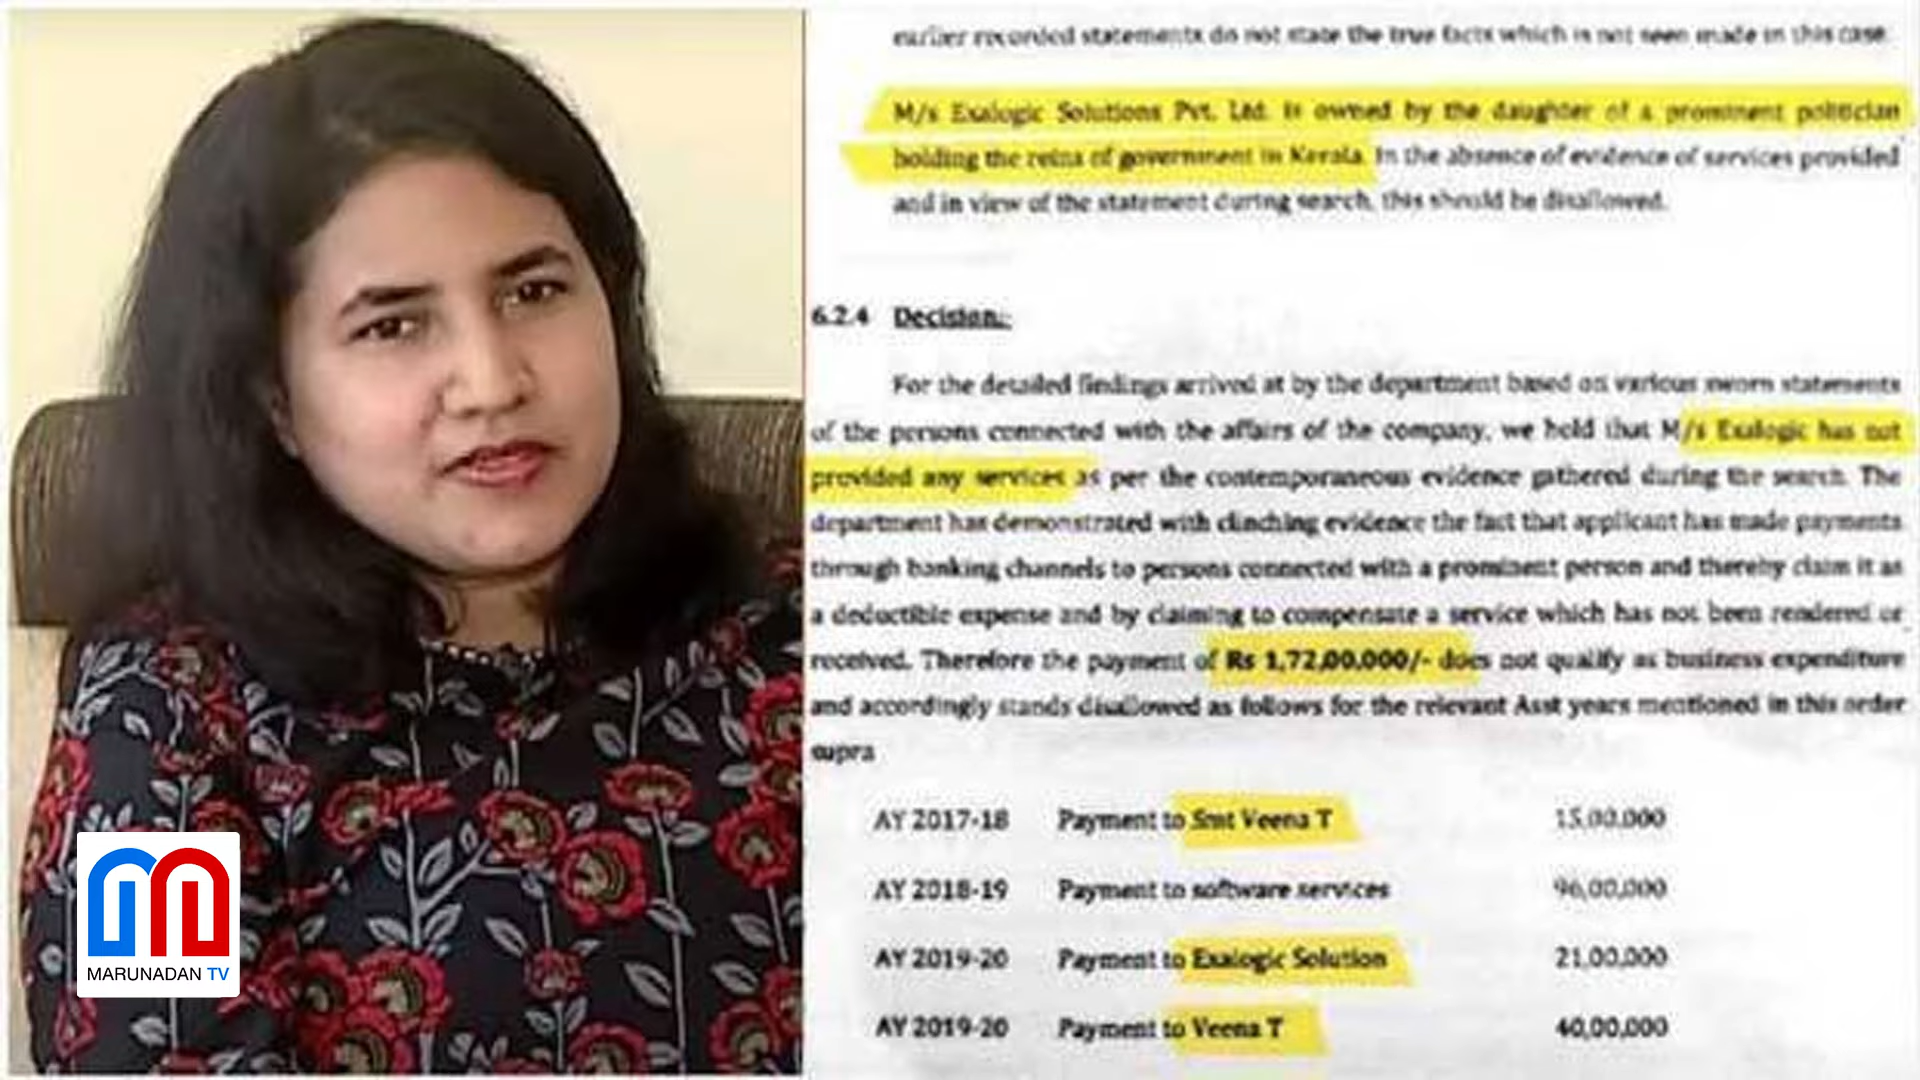 earlier recorded statements do not state the true facts which is not seen made in this case
M/s Exalogic Solutions Pvt. Ltd. is owned by the daughter of a prominent politician
holding the reins of government in Kerala. In the absence of evidence of services provided
and in view of the statement during search, this should be disallowed.
6.2.4 Decision:-
For the detailed findings arrived at by the department based on various sworn statements
of the persons connected with the affairs of the company, we hold that M/s Exalogic has not
provided any services as per the contemporaneous evidence gathered during the search. The
department has demonstrated with clinching evidence the fact that applicant has made payments
through banking channels to persons connected with a prominent person and thereby claim it as
a deductible expense and by claiming to compensate a service which has not been rendered or
received. Therefore the payment of Rs 1,72,00,000/- does not qualify as business expenditure
and accordingly stands disallowed as follows for the relevant Asst years mentioned in this order
supra
AY 2017-18 Payment to Smt Veena T 15,00,000
AY 2018-19 Payment to software services 96,00,000
AY 2019-20 Payment to Exalogic Solution 21,00,000
AY 2019-20 Payment to Veena T 40,00,000
MARUNADAN TV